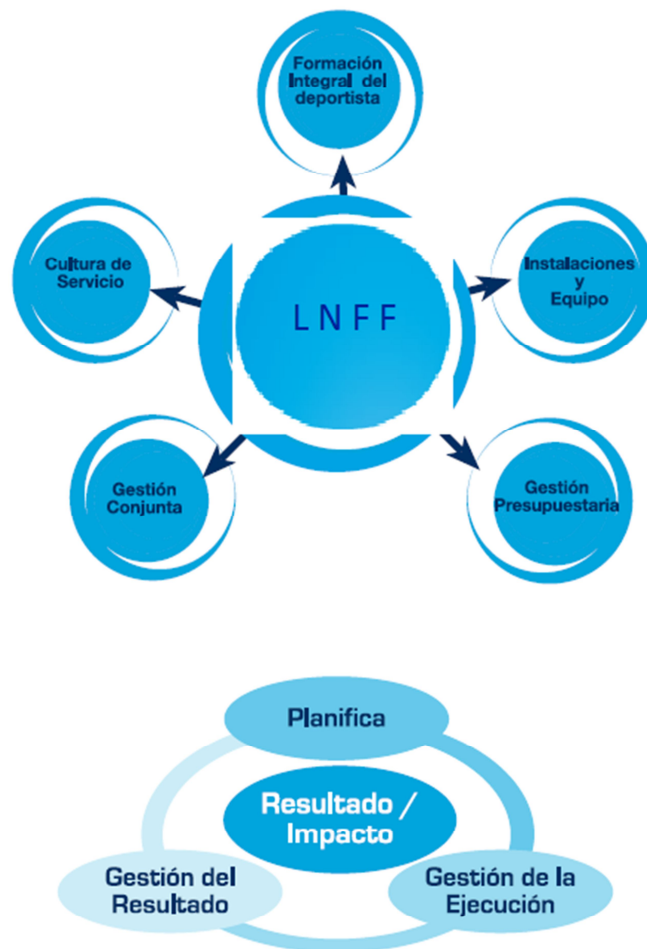 Formación
Integral del
deportista
Cultura de
Servicio
Instalaciones
y
Equipo
L N F F
Gestión
Conjunta
Gestión
Presupuestaria
Planifica
Resultado /
Impacto
Gestión del
Resultado
Gestión de la
Ejecución